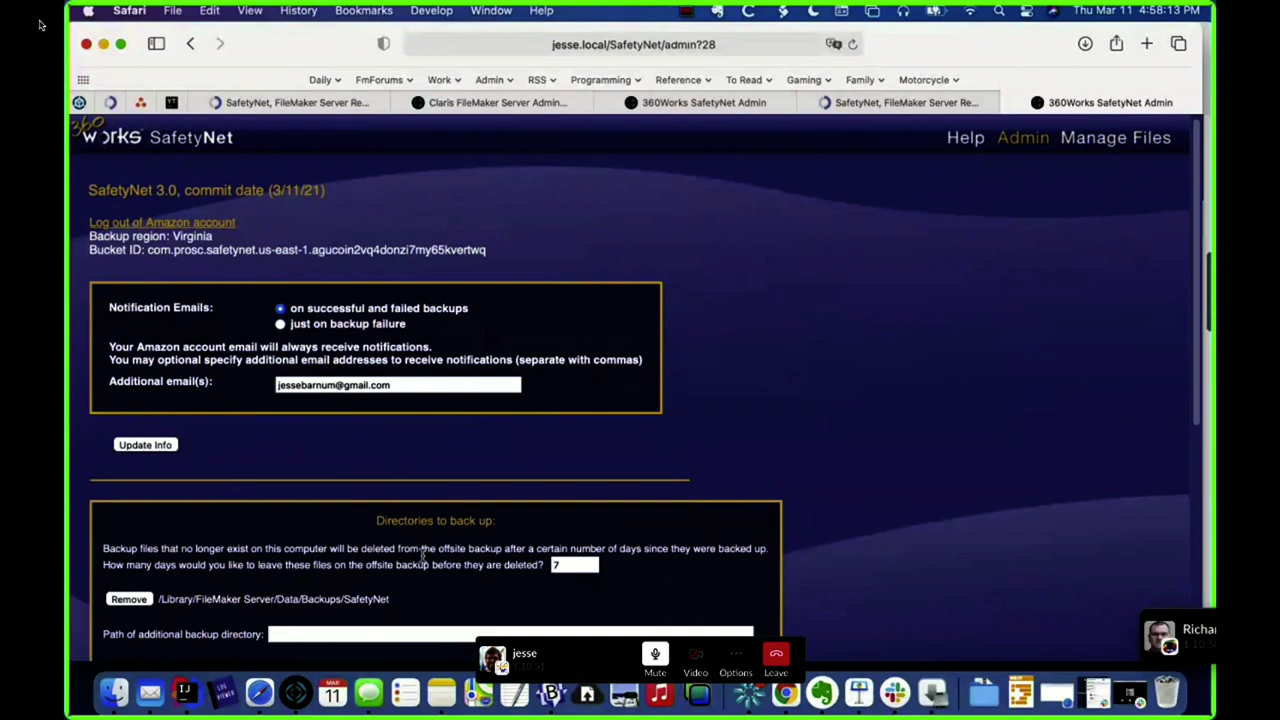 Safari File Edit View History Bookmarks Develop Window Help Thu Mar 11 4:58:13 PM
jesse.local/SafetyNet/admin?28
Daily FmForums Work Admin RSS Programming Reference To Read Gaming Family Motorcycle
SafetyNet, FileMaker Server Re... Claris FileMaker Server Admin... 360Works SafetyNet Admin SafetyNet, FileMaker Server Re... 360Works SafetyNet Admin
360 Works SafetyNet Help Admin Manage Files
SafetyNet 3.0, commit date (3/11/21)
Log out of Amazon account
Backup region: Virginia
Bucket ID: com.prosc.safetynet.us-east-1.agucoin2vq4donzi7my65kvertwq
Notification Emails: on successful and failed backups
just on backup failure
Your Amazon account email will always receive notifications.
You may optional specify additional email addresses to receive notifications (separate with commas)
Additional email(s): jessebarnum@gmail.com
Update Info
Directories to back up:
Backup files that no longer exist on this computer will be deleted from the offsite backup after a certain number of days since they were backed up.
How many days would you like to leave these files on the offsite backup before they are deleted? 7
Remove /Library/FileMaker Server/Data/Backups/SafetyNet
Path of additional backup directory:
Richar
jesse
Mute Video Options Leave
MAR
11